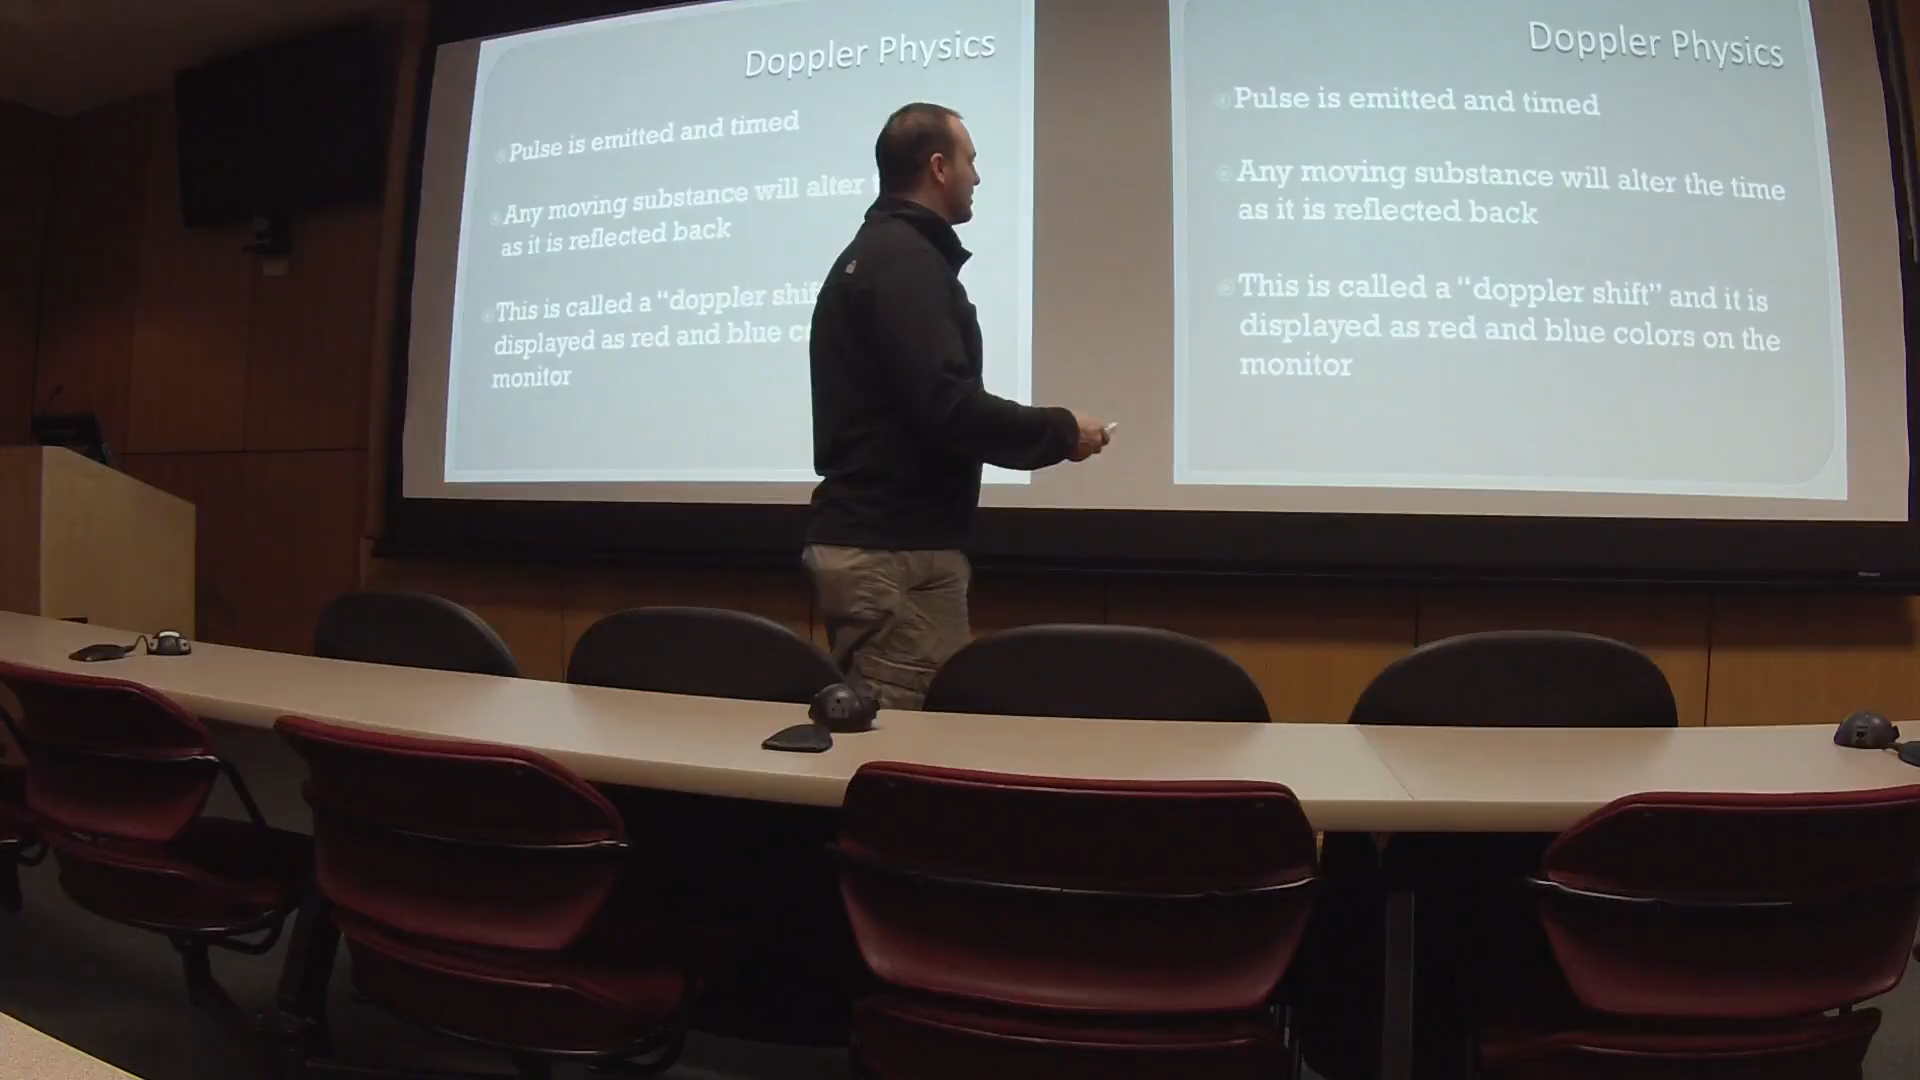 Doppler Physics
Pulse is emitted and timed
Any moving substance will alter
as it is reflected back
This is called a “doppler shif
displayed as red and blue c
monitor
Doppler Physics
Pulse is emitted and timed
Any moving substance will alter the time
as it is reflected back
This is called a “doppler shift” and it is
displayed as red and blue colors on the
monitor